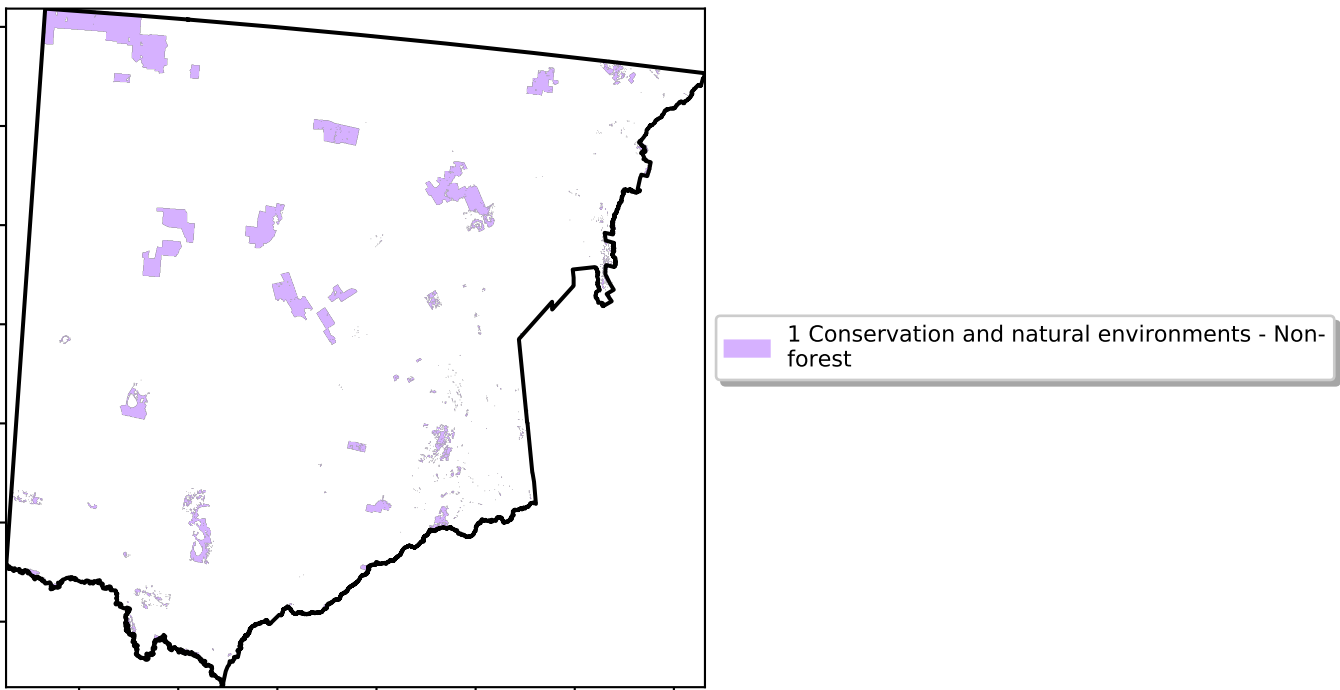 1 Conservation and natural environments - Non-
forest